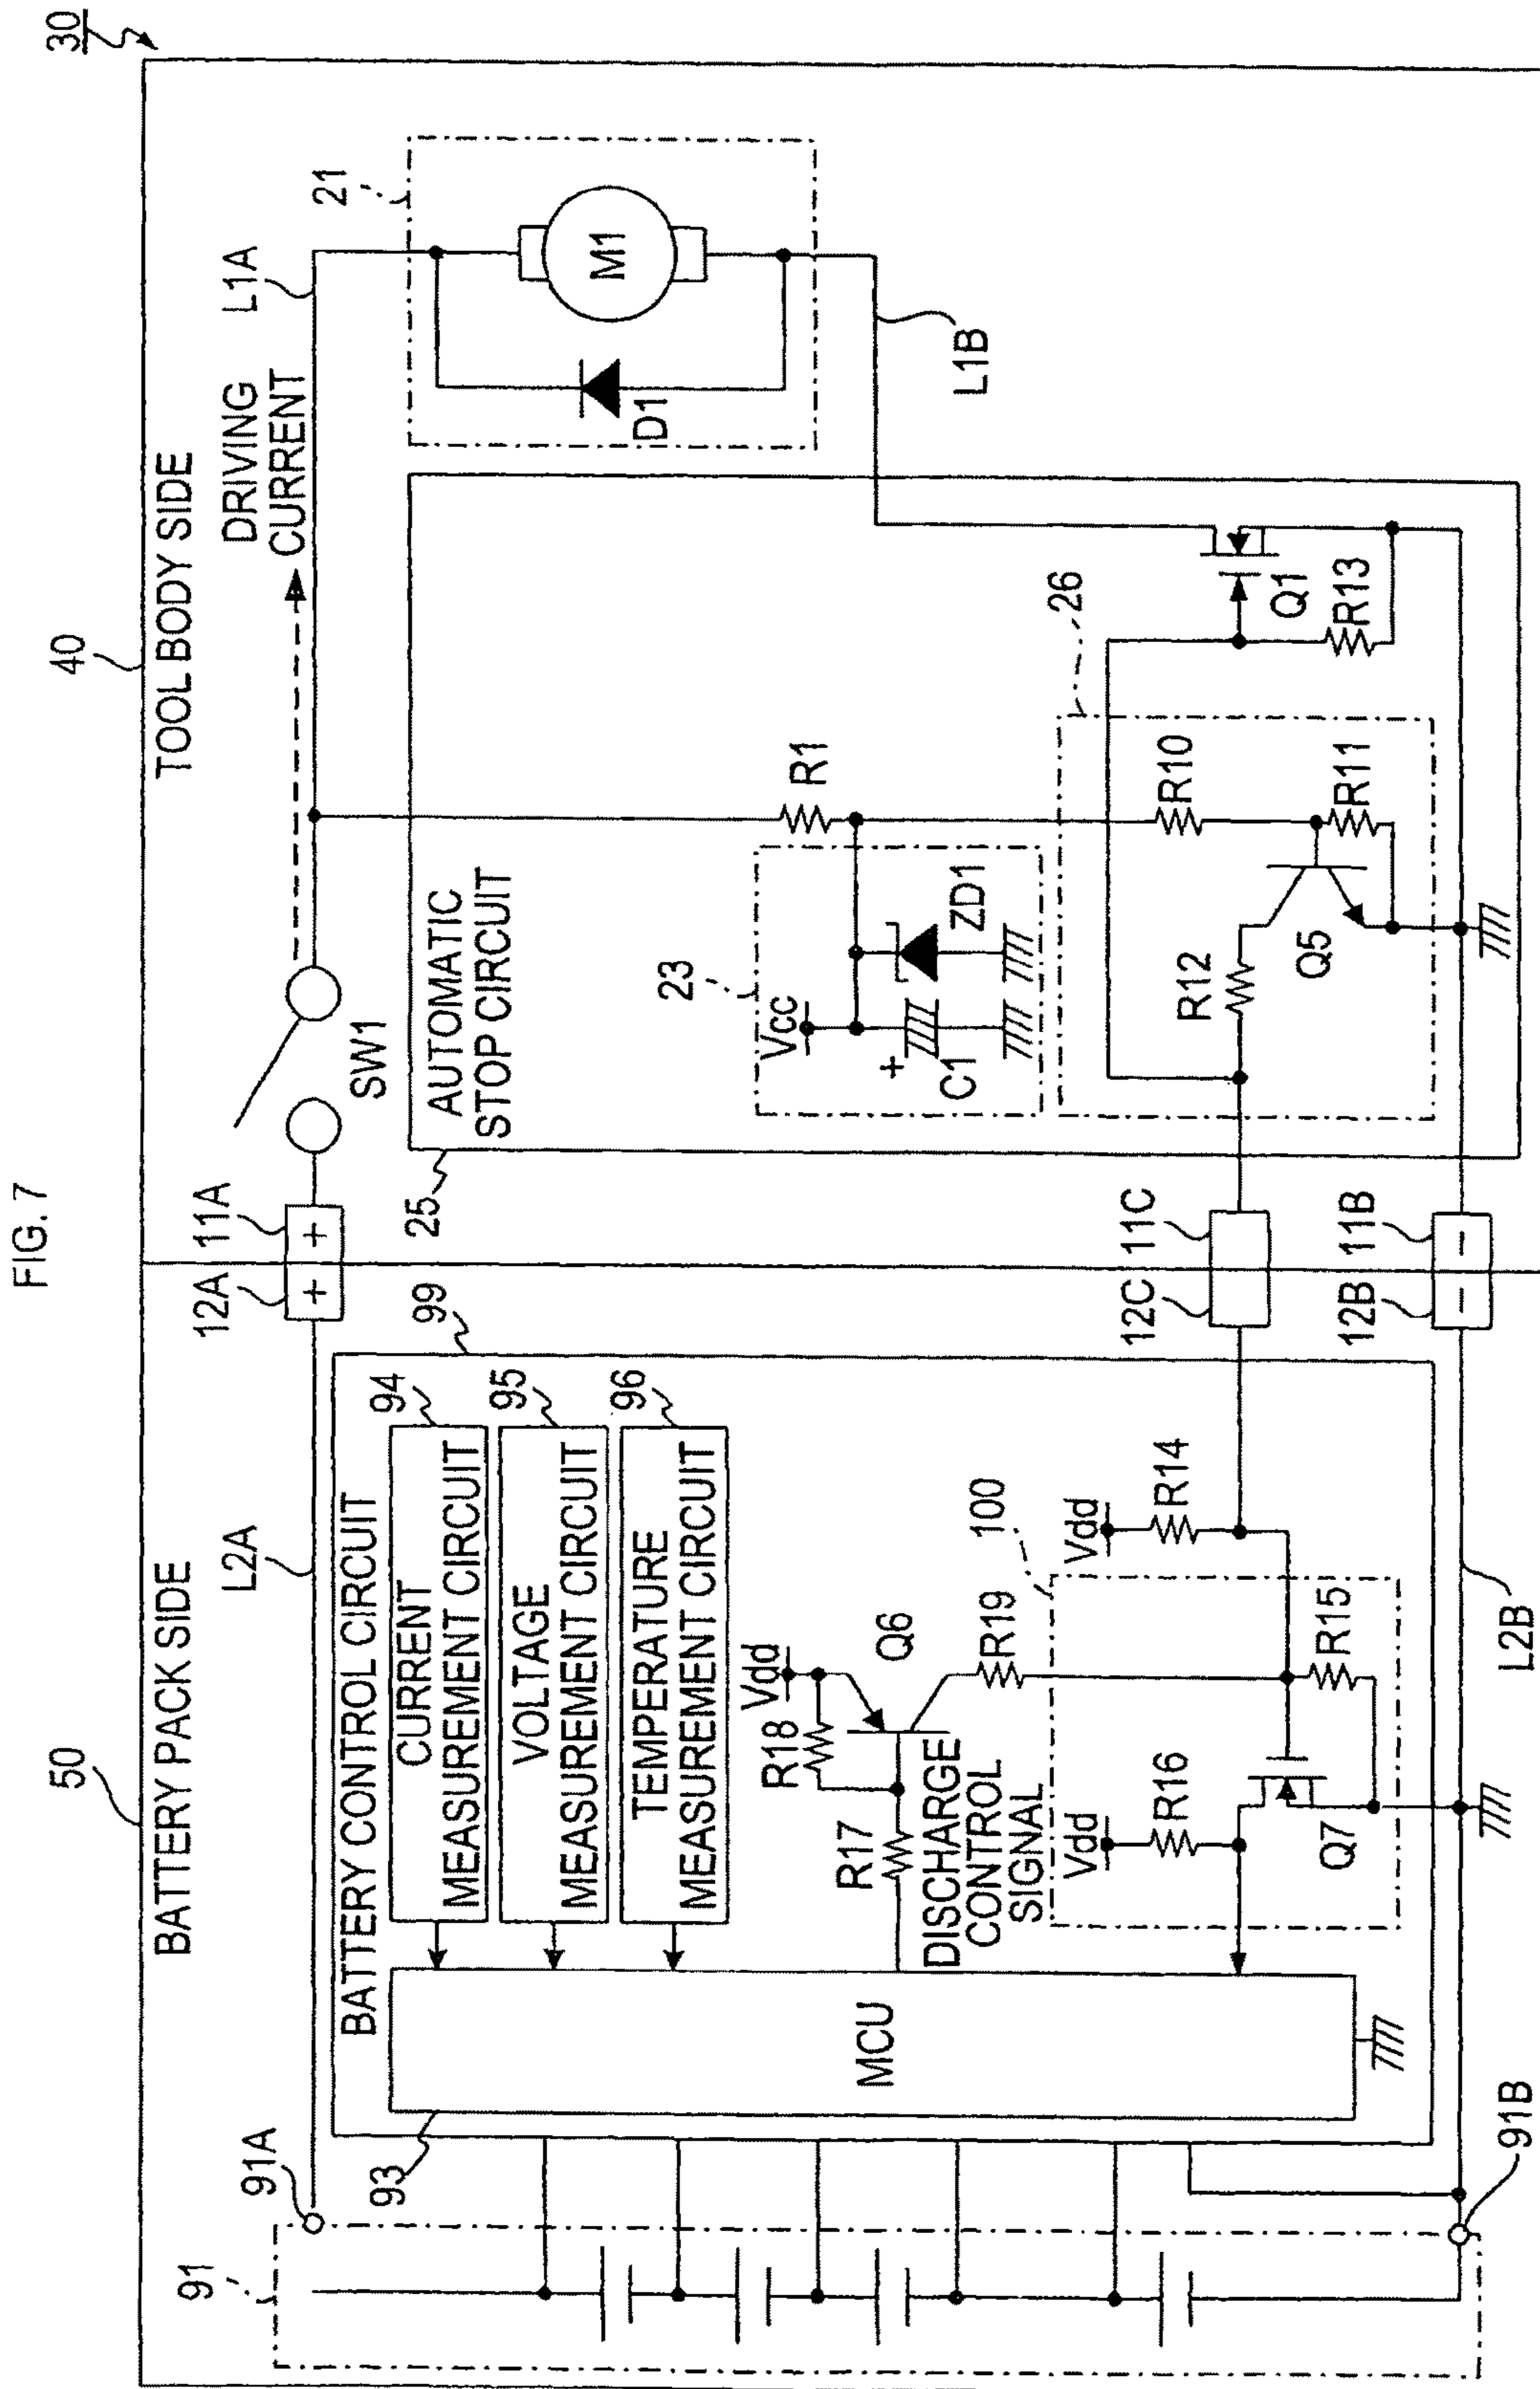 FIG. 7
30
50
40
BATTERY PACK SIDE
TOOL BODY SIDE
L2A
12A
11A
+
+
SW1
DRIVING
CURRENT
L1A
91
91A
BATTERY CONTROL CIRCUIT
99
CURRENT
MEASUREMENT CIRCUIT
94
VOLTAGE
MEASUREMENT CIRCUIT
95
TEMPERATURE
MEASUREMENT CIRCUIT
96
93
MCU
Vdd
R18
Q6
R17
R19
DISCHARGE
CONTROL
SIGNAL
100
Vdd
R16
Q7
R15
Vdd
R14
12C
11C
12B
11B
−
−
L2B
91B
25
AUTOMATIC
STOP CIRCUIT
21
M1
D1
L1B
23
Vcc
+
C1
ZD1
R1
26
R12
Q5
R10
R11
Q1
R13